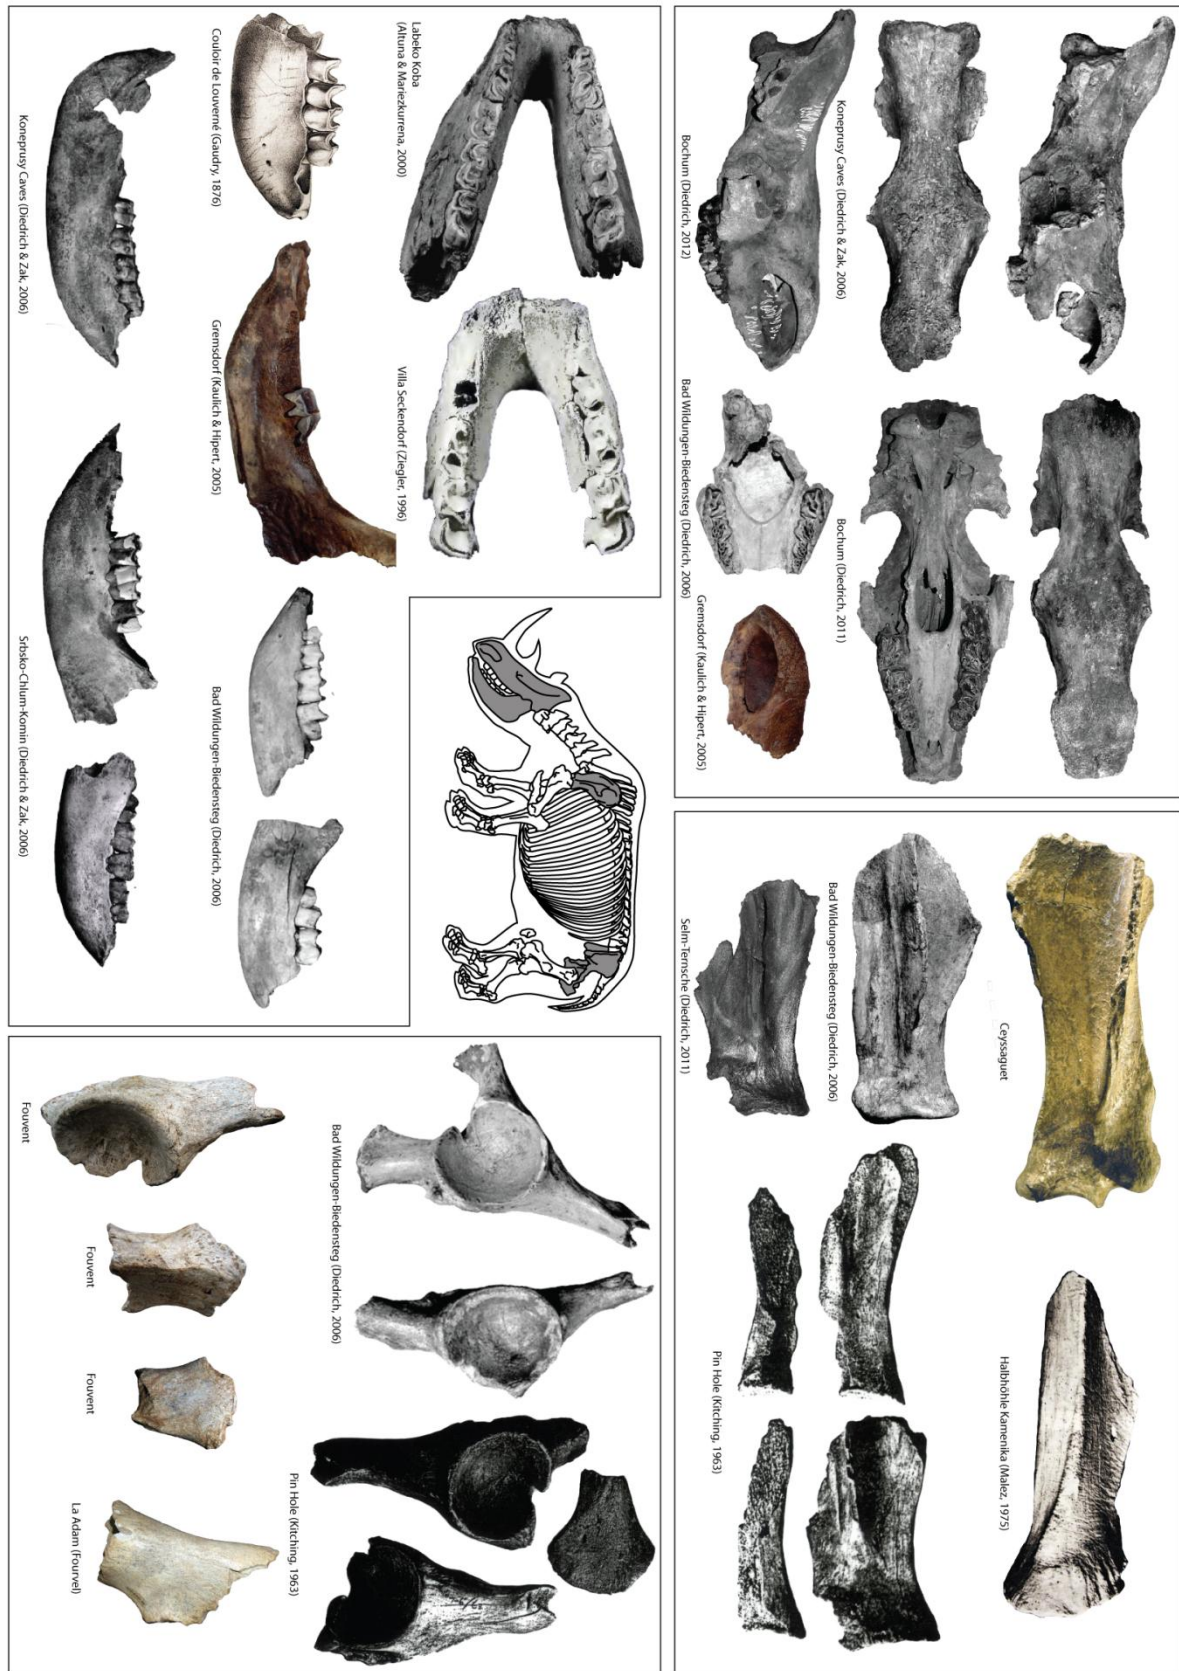 Koneprusy Caves (Diedrich & Zak, 2006)
Bochum (Diedrich, 2011)
Bochum (Diedrich, 2012)
Bad Wildungen-Biedensteg (Diedrich, 2006)
Gremsdorf (Kaulich & Hipert, 2005)
Ceyssaguet
Halbhöhle Kamenika (Malez, 1975)
Bad Wildungen-Biedensteg (Diedrich, 2006)
Pin Hole (Kitching, 1963)
Selm-Ternsche (Diedrich, 2011)
Labeko Koba
(Altuna & Mariezkurrena, 2000)
Villa Seckendorf (Ziegler, 1996)
Couloir de Louverné (Gaudry, 1876)
Gremsdorf (Kaulich & Hipert, 2005)
Bad Wildungen-Biedensteg (Diedrich, 2006)
Koneprusy Caves (Diedrich & Zak, 2006)
Srbsko-Chlum-Komin (Diedrich & Zak, 2006)
Bad Wildungen-Biedensteg (Diedrich, 2006)
Pin Hole (Kitching, 1963)
Fouvent
Fouvent
Fouvent
La Adam (Fourvel)